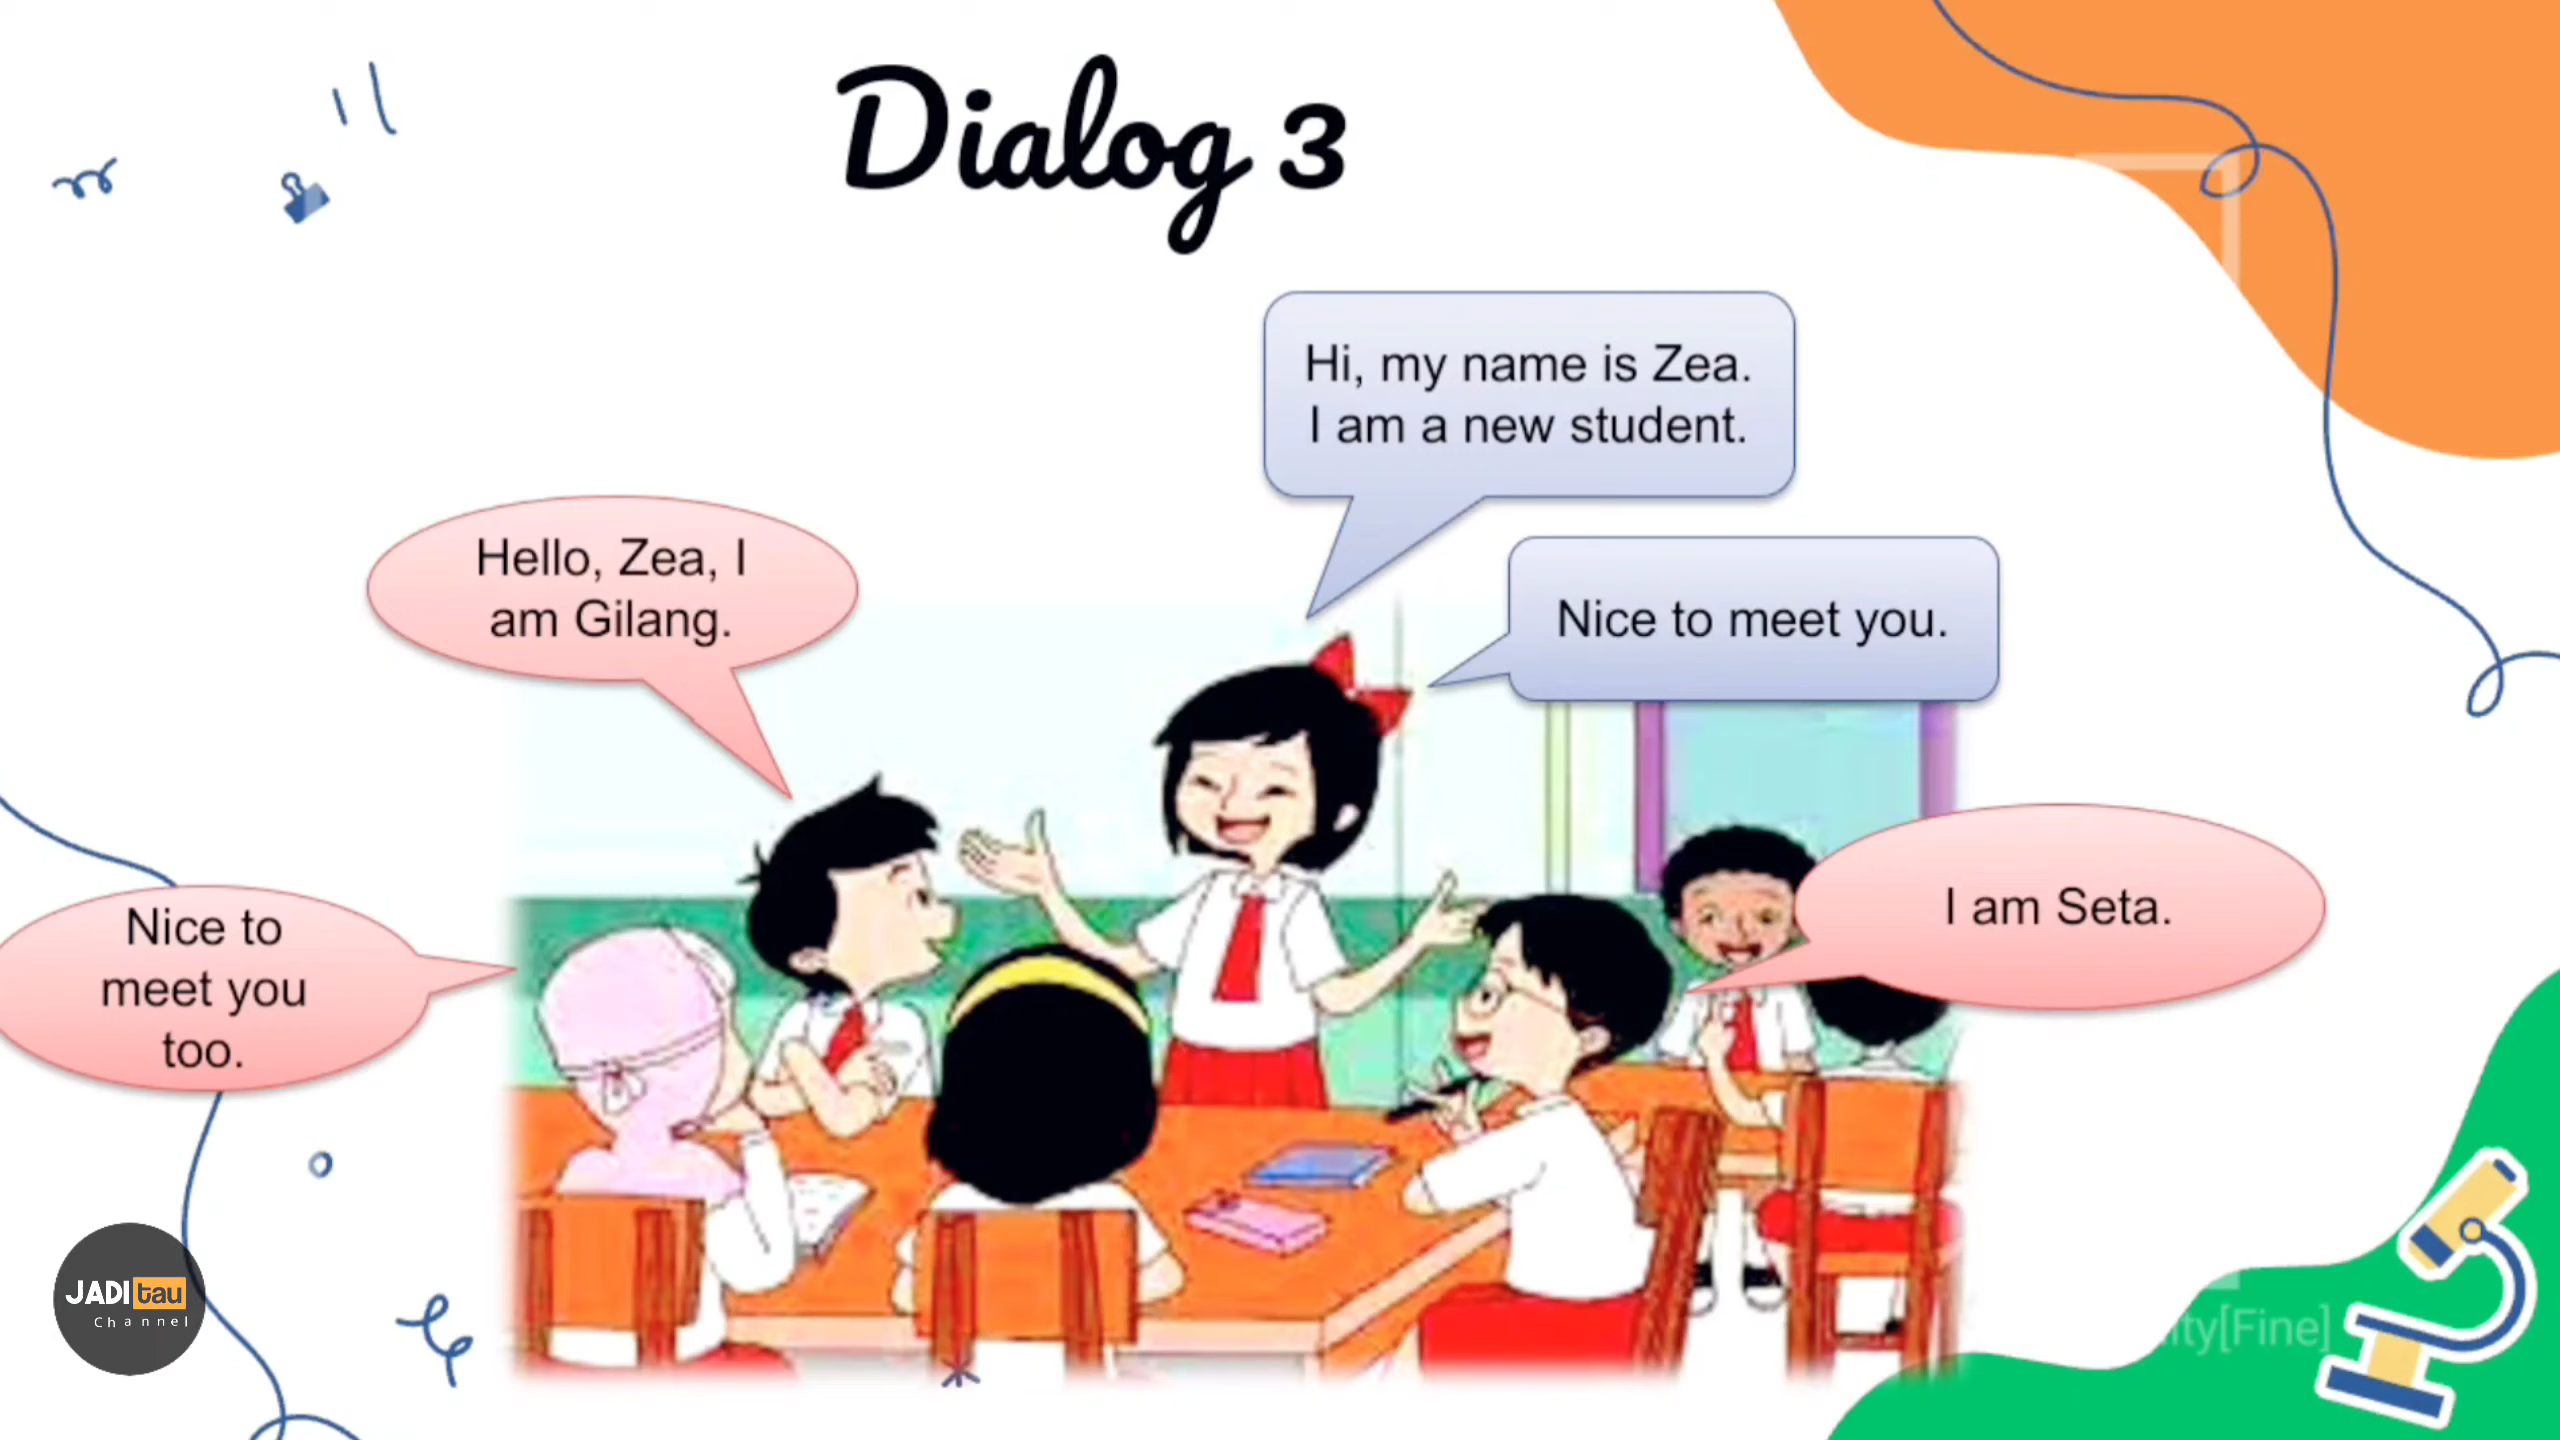 Dialog 3
Hi, my name is Zea.
I am a new student.
Hello, Zea, I
am Gilang.
Nice to meet you.
I am Seta.
Nice to
meet you
too.
JADI tau
Channel